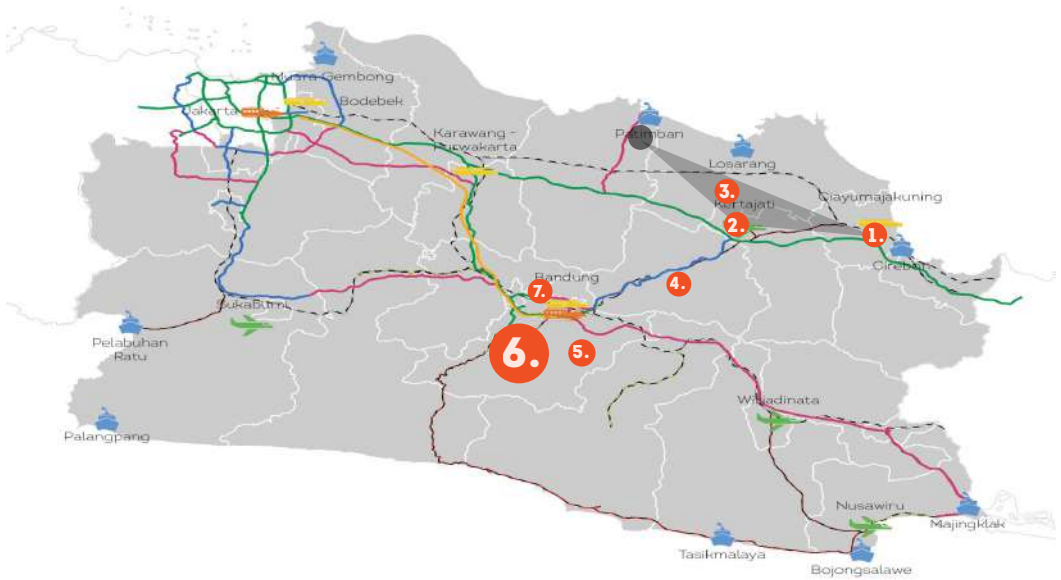 Muara Gembong
Jakarta
Bodebek
Karawang -
Purwakarta
Patimban
Losarang
3.
Kertajati
2.
Ciayumajakuning
1.
Cirebon
4.
Bandung
7.
6.
5.
Sukabumi
Pelabuhan
Ratu
Palangpang
Wiriadinata
Nusawiru
Majingklak
Tasikmalaya
Bojongsalawe